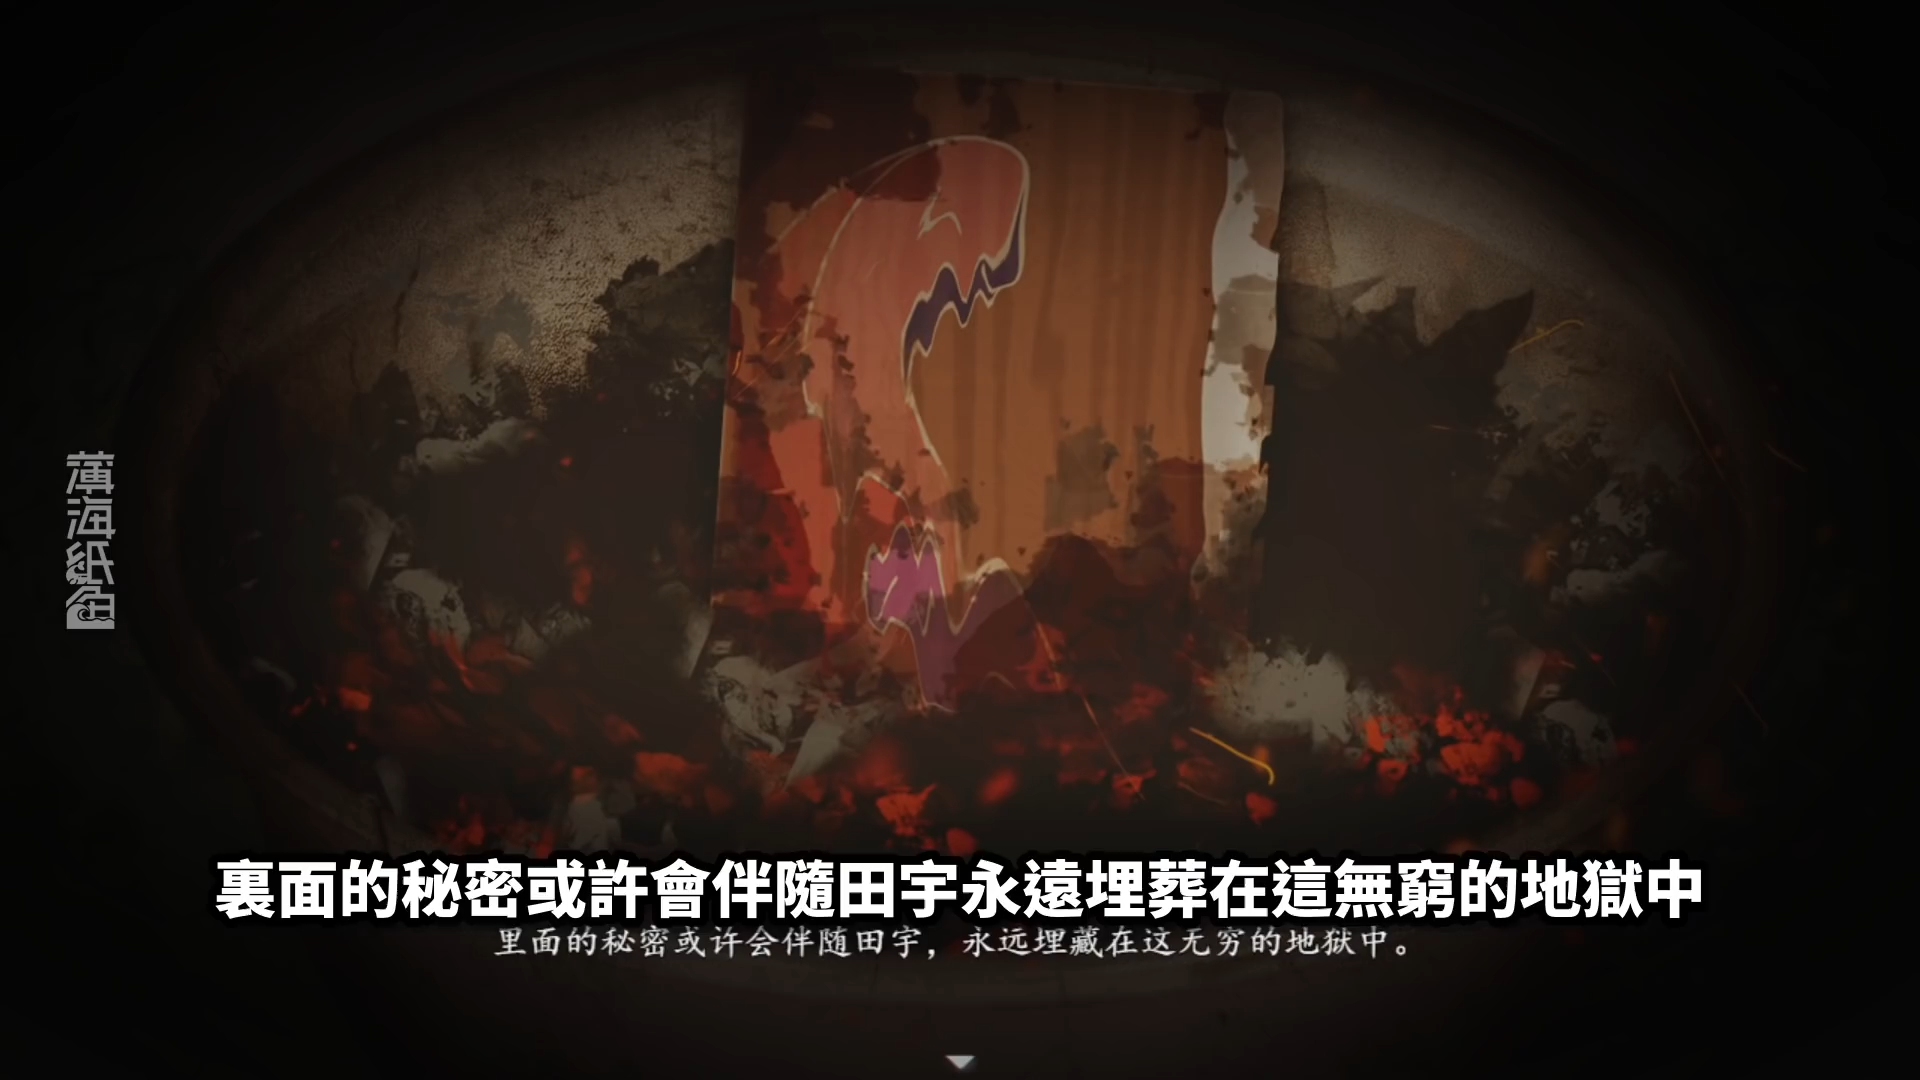 薄海紙魚
裏面的秘密或許會伴隨田宇永遠埋葬在這無窮的地獄中
里面的秘密或许会伴随田宇，永远埋藏在这无穷的地狱中。